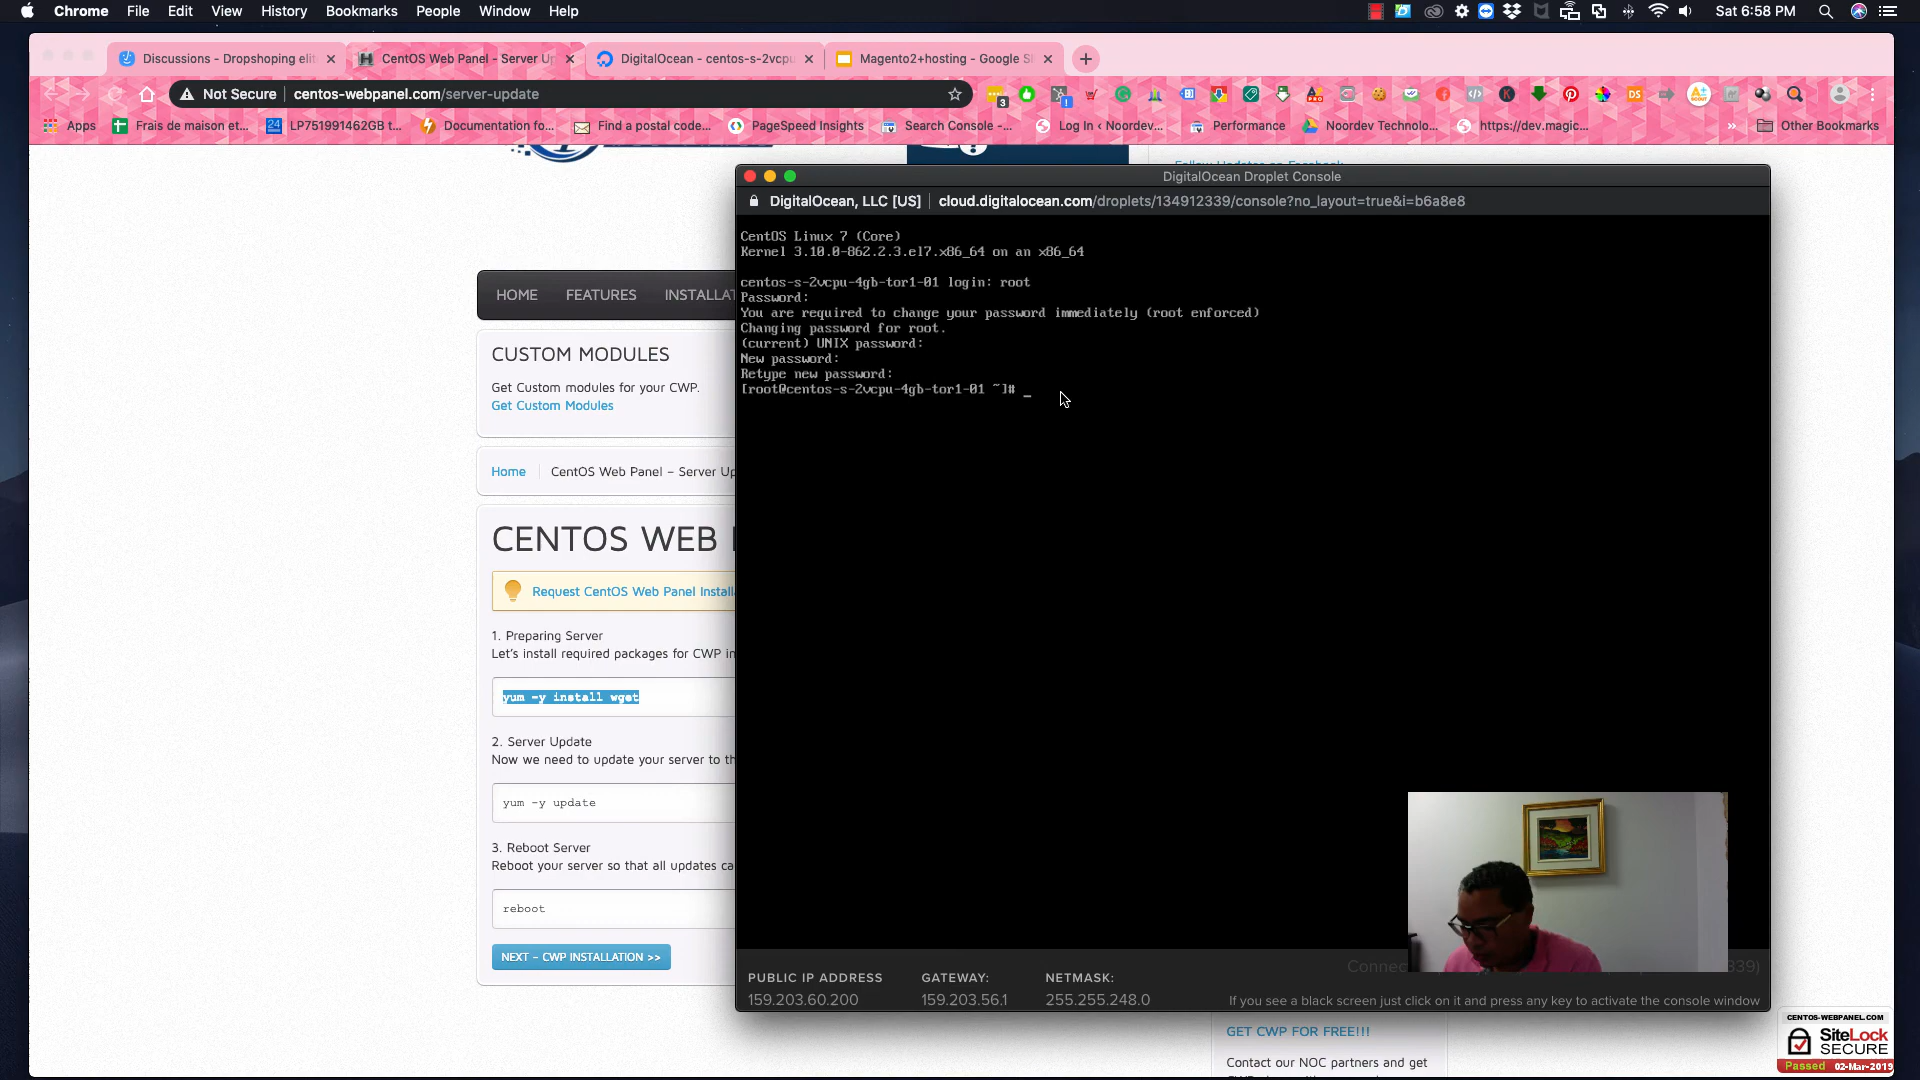 Chrome File Edit View History Bookmarks People Window Help
Sat 6:58 PM
Discussions - Dropshoping elit
CentOS Web Panel - Server Up
DigitalOcean - centos-s-2vcpu
Magento2+hosting - Google Sl
Not Secure centos-webpanel.com/server-update
Apps
Frais de maison et...
LP751991462GB t...
Documentation fo...
Find a postal code...
PageSpeed Insights
Search Console -...
Log In ‹ Noordev...
Performance
Noordev Technolo...
https://dev.magic...
»
Other Bookmarks
DigitalOcean Droplet Console
DigitalOcean, LLC [US] cloud.digitalocean.com/droplets/134912339/console?no_layout=true&i=b6a8e8
CentOS Linux 7 (Core)
Kernel 3.10.0-862.2.3.el7.x86_64 on an x86_64
centos-s-2vcpu-4gb-tor1-01 login: root
Password:
You are required to change your password immediately (root enforced)
Changing password for root.
(current) UNIX password:
New password:
Retype new password:
[root@centos-s-2vcpu-4gb-tor1-01 ~]# _
PUBLIC IP ADDRESS GATEWAY: NETMASK:
159.203.60.200 159.203.56.1 255.255.248.0
If you see a black screen just click on it and press any key to activate the console window
HOME FEATURES INSTALLAT
CUSTOM MODULES
Get Custom modules for your CWP.
Get Custom Modules
Home CentOS Web Panel – Server Up
CENTOS WEB
Request CentOS Web Panel Install
1. Preparing Server
Let's install required packages for CWP in
yum -y install wget
2. Server Update
Now we need to update your server to th
yum -y update
3. Reboot Server
Reboot your server so that all updates ca
reboot
NEXT – CWP INSTALLATION >>
GET CWP FOR FREE!!!
Contact our NOC partners and get
CENTOS-WEBPANEL.COM
SiteLock
SECURE
Passed 02-Mar-2019